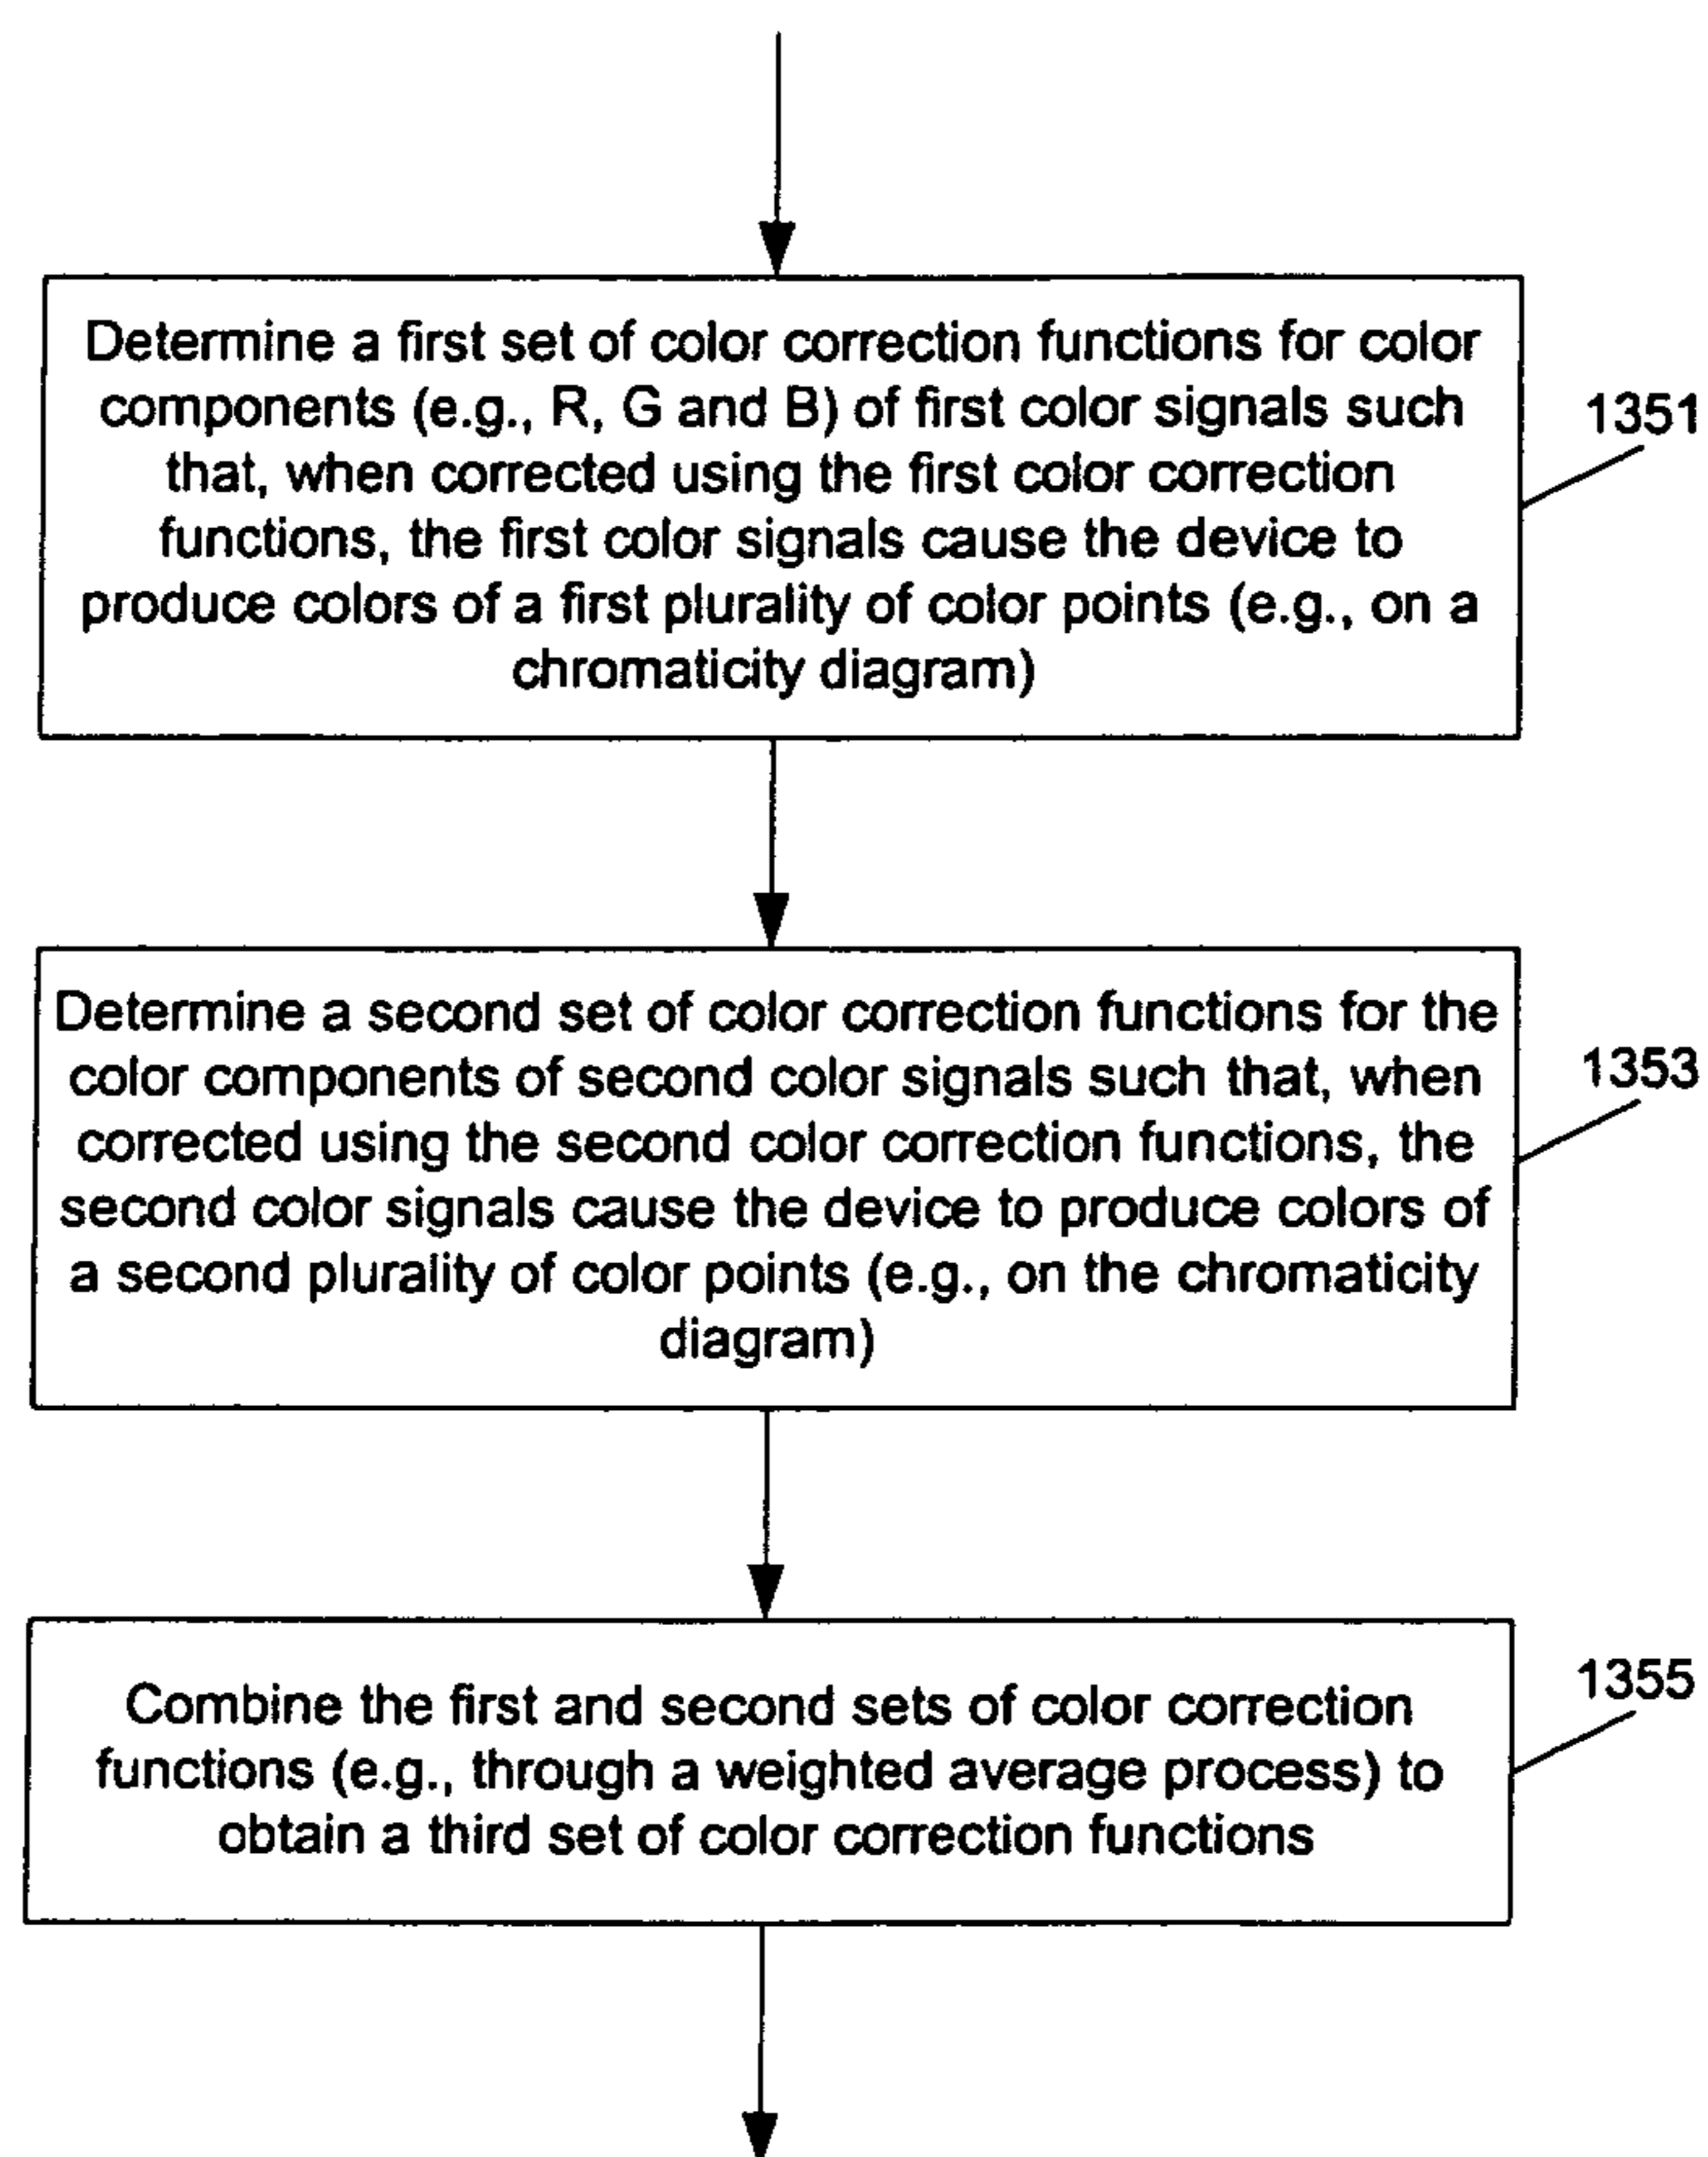 Determine a first set of color correction functions for color
components (e.g., R, G and B) of first color signals such
that, when corrected using the first color correction
functions, the first color signals cause the device to
produce colors of a first plurality of color points (e.g., on a
chromaticity diagram)
1351
Determine a second set of color correction functions for the
color components of second color signals such that, when
corrected using the second color correction functions, the
second color signals cause the device to produce colors of
a second plurality of color points (e.g., on the chromaticity
diagram)
1353
Combine the first and second sets of color correction
functions (e.g., through a weighted average process) to
obtain a third set of color correction functions
1355